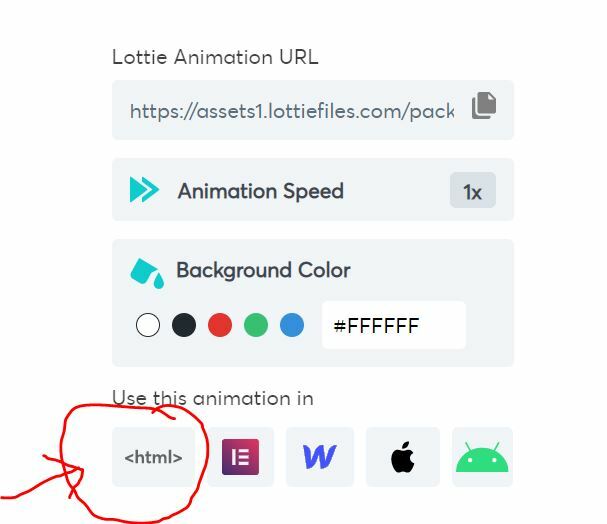 Lottie Animation URL
https://assets1.lottiefiles.com/pack
Animation Speed
1x
Background Color
#FFFFFF
Use this animation in
<html>